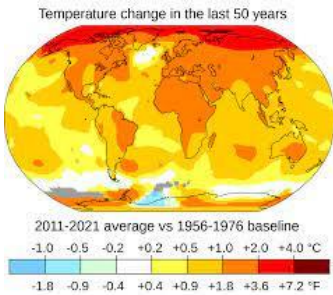 Temperature change in the last 50 years
2011-2021 average vs 1956-1976 baseline
-1.0 -0.5 -0.2 +0.2 +0.5 +1.0 +2.0 +4.0 °C
-1.8 -0.9 -0.4 +0.4 +0.9 +1.8 +3.6 +7.2 °F